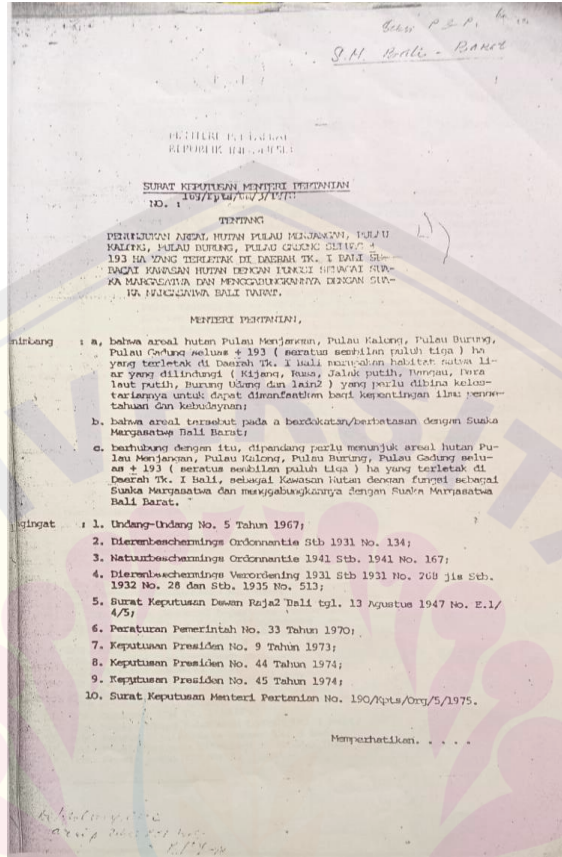 S.M. Bali - Barat
MENTERI PERTANIAN
REPUBLIK INDONESIA
SURAT KEPUTUSAN MENTERI PERTANIAN
NO. :
TENTANG
PENUNJUKAN AREAL HUTAN PULAU MENJANGAN, PULAU
KALONG, PULAU BURUNG, PULAU GADUNG SELUAS ±
193 HA YANG TERLETAK DI DAERAH TK. I BALI SE-
BAGAI KAWASAN HUTAN DENGAN FUNGSI SEBAGAI SUA-
KA MARGASATWA DAN MENGGABUNGKANNYA DENGAN SUA-
KA MARGASATWA BALI BARAT.
MENTERI PERTANIAN,
nimbang : a. bahwa areal hutan Pulau Menjangan, Pulau Kalong, Pulau Burung,
Pulau Gadung seluas ± 193 ( seratus sembilan puluh tiga ) ha
yang terletak di Daerah Tk. I Bali merupakan habitat satwa li-
ar yang dilindungi ( Kijang, Rusa, Jalak putih, Bangau, Dara
laut putih, Burung Udang dan lain2 ) yang perlu dibina keles-
tariannya untuk dapat dimanfaatkan bagi kepentingan ilmu penge-
tahuan dan kebudayaan;
b. bahwa areal tersebut pada a berdekatan/berbatasan dengan Suaka
Margasatwa Bali Barat;
c. berhubung dengan itu, dipandang perlu menunjuk areal hutan Pu-
lau Menjangan, Pulau Kalong, Pulau Burung, Pulau Gadung selu-
as ± 193 ( seratus sembilan puluh tiga ) ha yang terletak di
Daerah Tk. I Bali, sebagai Kawasan Hutan dengan fungsi sebagai
Suaka Margasatwa dan menggabungkannya dengan Suaka Margasatwa
Bali Barat.
gingat : 1. Undang-Undang No. 5 Tahun 1967;
2. Dierenbeschermings Ordonnantie Stb 1931 No. 134;
3. Natuurbeschermings Ordonnantie 1941 Stb. 1941 No. 167;
4. Dierenbeschermings Verordening 1931 Stb 1931 No. 268 jis Stb.
1932 No. 28 dan Stb. 1935 No. 513;
5. Surat Keputusan Dewan Raja2 Bali tgl. 13 Agustus 1947 No. E.1/
4/5;
6. Peraturan Pemerintah No. 33 Tahun 1970;
7. Keputusan Presiden No. 9 Tahun 1973;
8. Keputusan Presiden No. 44 Tahun 1974;
9. Keputusan Presiden No. 45 Tahun 1974;
10. Surat Keputusan Menteri Pertanian No. 190/Kpts/Org/5/1975.
Memperhatikan. . . . .